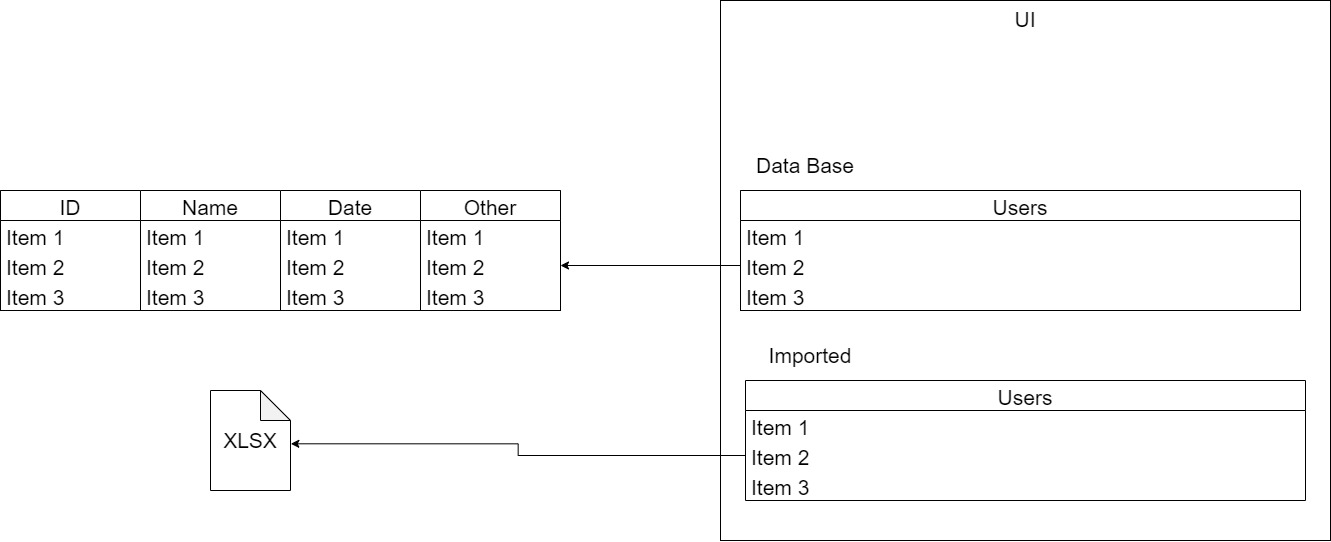 UI
Data Base
ID Name Date Other
Item 1 Item 1 Item 1 Item 1
Item 2 Item 2 Item 2 Item 2
Item 3 Item 3 Item 3 Item 3
Users
Item 1
Item 2
Item 3
Imported
XLSX
Users
Item 1
Item 2
Item 3